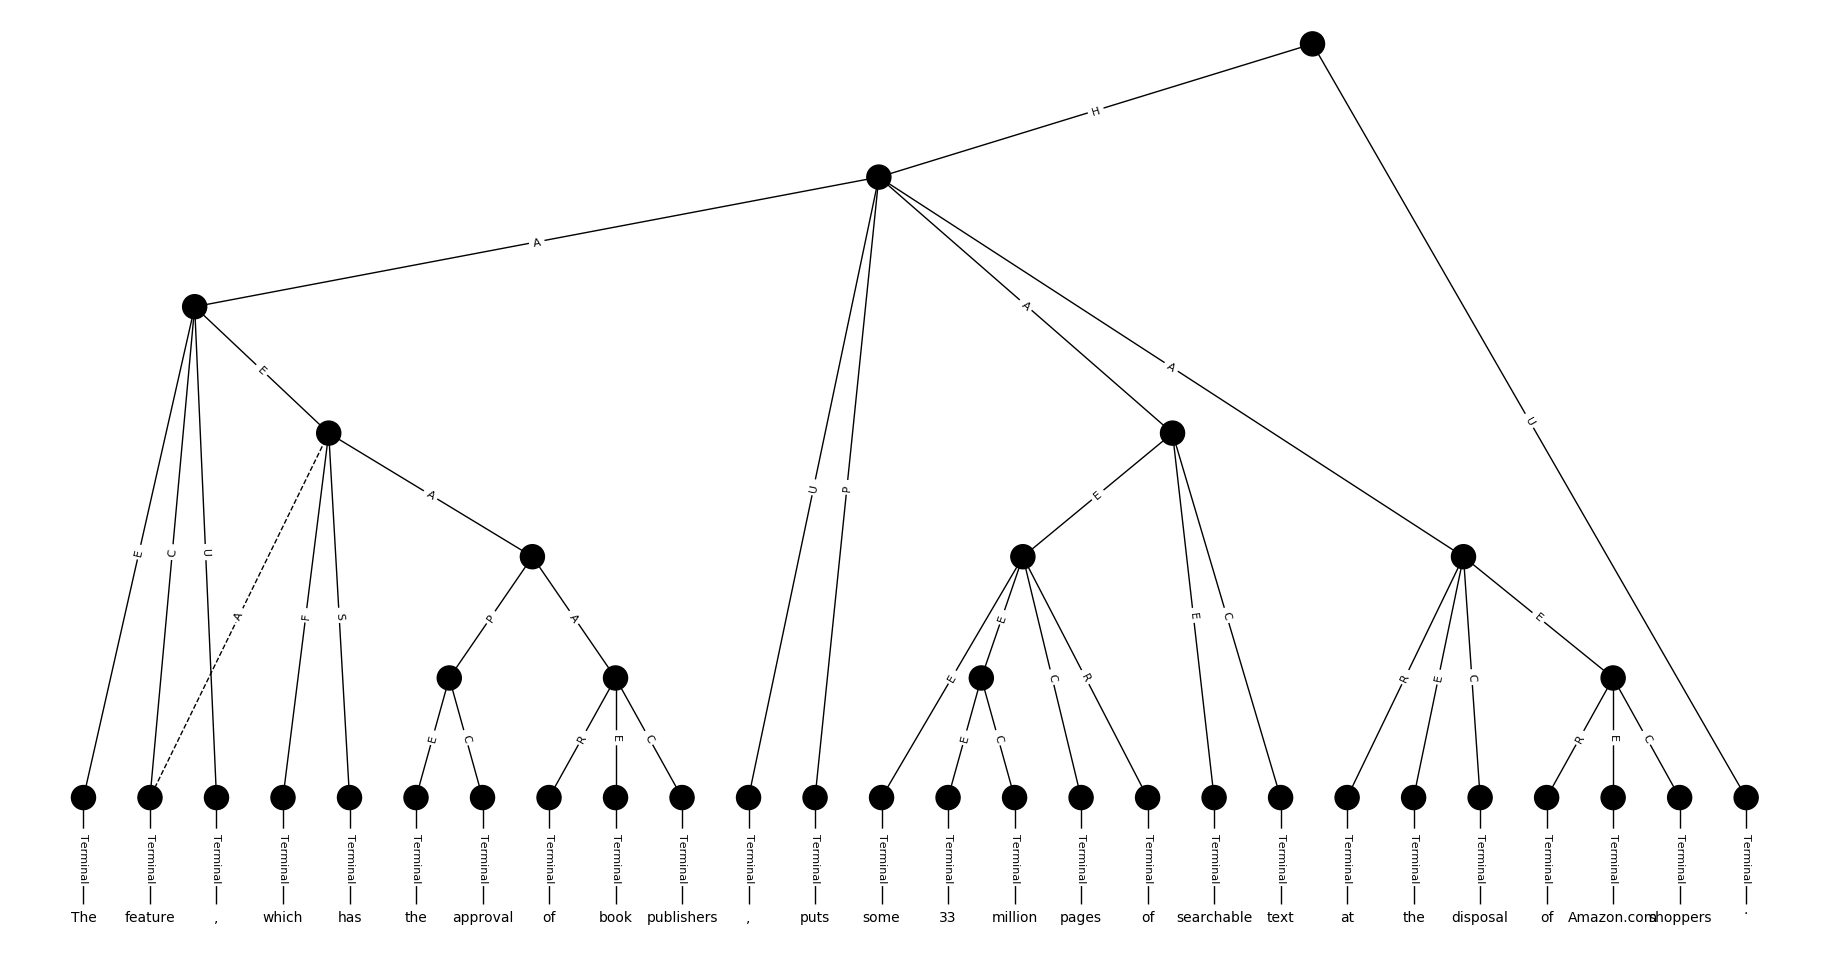 H
A
A
A
E
U
A
E
U
P
E
C
U
A
F
S
P
A
E
E
C
E
E
C
R
R
E
C
E
E
C
R
E
C
E
C
R
E
C
Terminal Terminal Terminal Terminal Terminal Terminal Terminal Terminal Terminal Terminal Terminal Terminal Terminal Terminal Terminal Terminal Terminal Terminal Terminal Terminal Terminal Terminal Terminal Terminal Terminal Terminal
The feature , which has the approval of book publishers , puts some 33 million pages of searchable text at the disposal of Amazon.com shoppers .